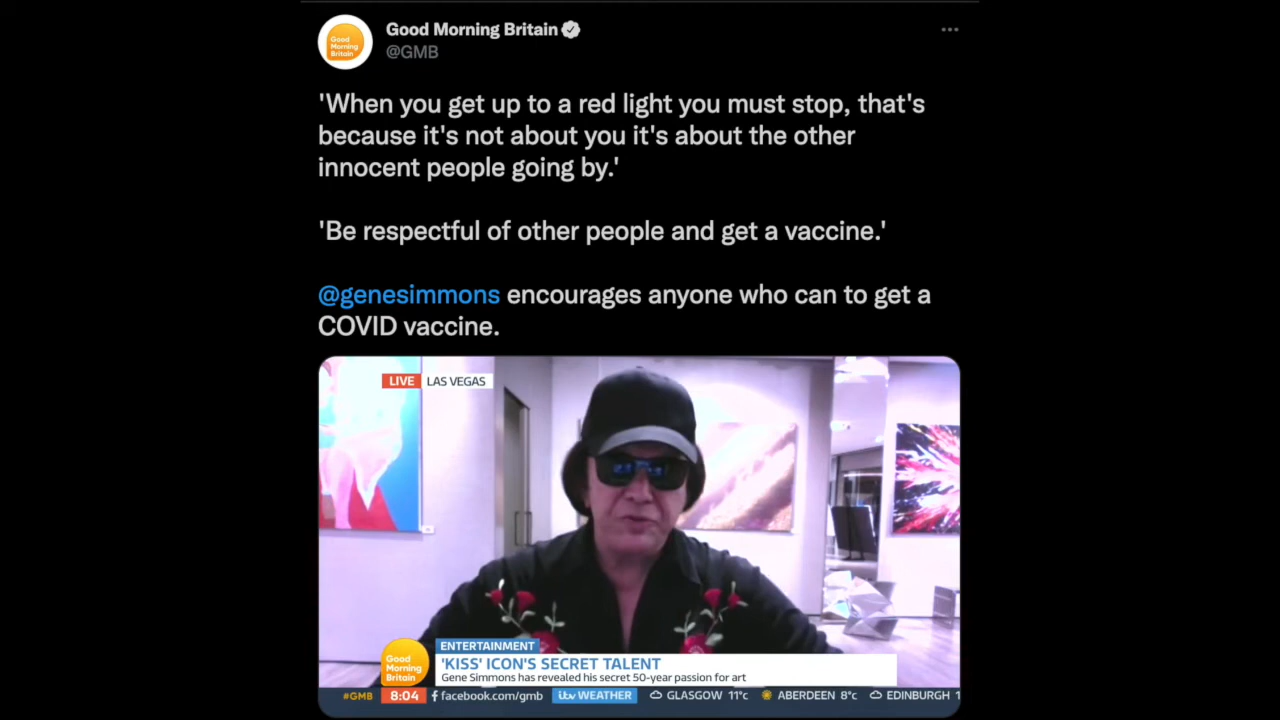 Good Morning Britain
@GMB
'When you get up to a red light you must stop, that's
because it's not about you it's about the other
innocent people going by.'
'Be respectful of other people and get a vaccine.'
@genesimmons encourages anyone who can to get a
COVID vaccine.
LIVE LAS VEGAS
ENTERTAINMENT
'KISS' ICON'S SECRET TALENT
Gene Simmons has revealed his secret 50-year passion for art
Good
Morning
Britain
#GMB 8:04 facebook.com/gmb itv WEATHER GLASGOW 11°c ABERDEEN 8°c EDINBURGH 1